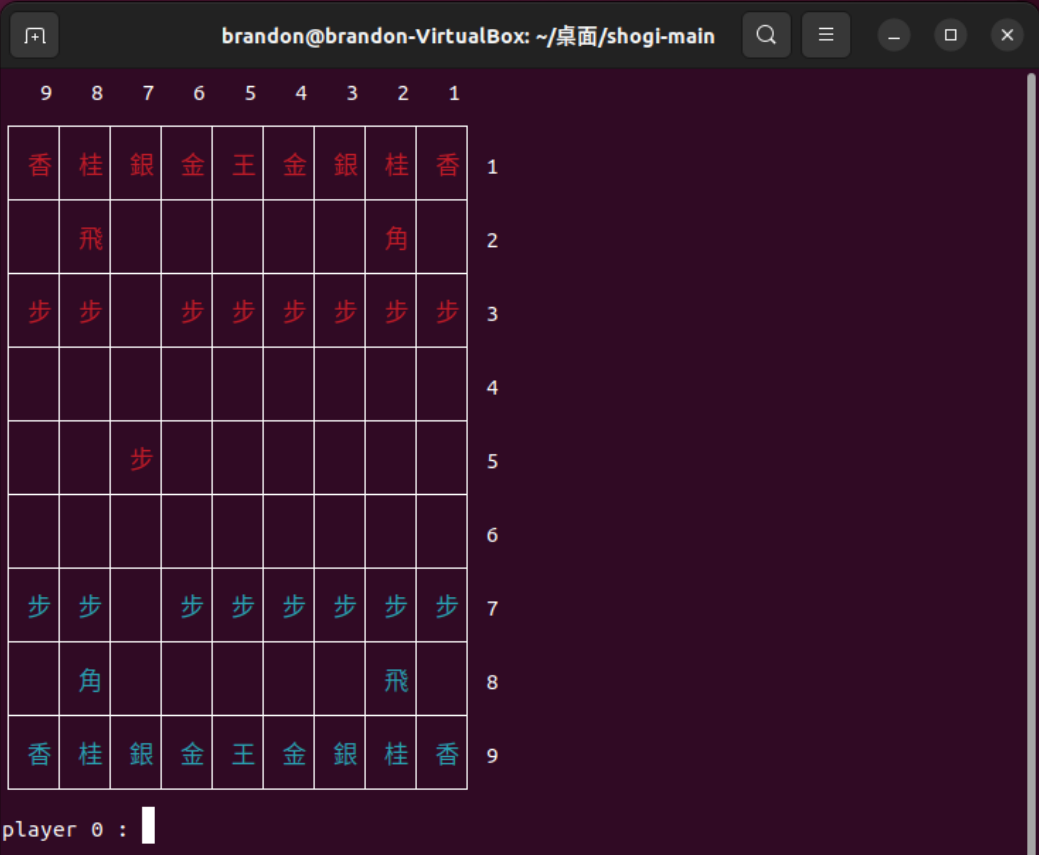 brandon@brandon-VirtualBox: ~/桌面/shogi-main
9 8 7 6 5 4 3 2 1
香 桂 銀 金 王 金 銀 桂 香 1
飛 角 2
步 步 步 步 步 步 步 步 3
4
步 5
6
步 步 步 步 步 步 步 步 7
角 飛 8
香 桂 銀 金 王 金 銀 桂 香 9
player 0 :